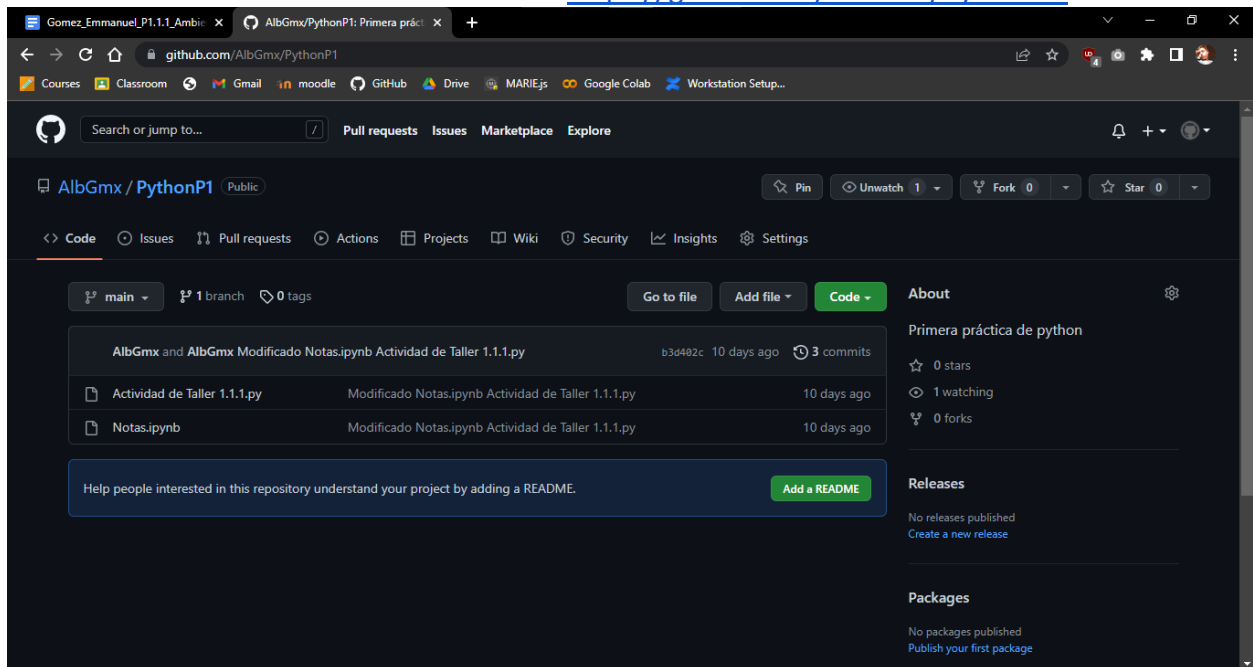 Gomez_Emmanuel_P1.1.1_Ambie
AlbGmx/PythonP1: Primera práct
github.com/AlbGmx/PythonP1
4
Courses Classroom Gmail moodle GitHub Drive MARIE.js Google Colab Workstation Setup...
Search or jump to... / Pull requests Issues Marketplace Explore
AlbGmx / PythonP1 Public
Pin Unwatch 1 Fork 0 Star 0
<> Code Issues Pull requests Actions Projects Wiki Security Insights Settings
main 1 branch 0 tags Go to file Add file Code
About
Primera práctica de python
AlbGmx and AlbGmx Modificado Notas.ipynb Actividad de Taller 1.1.1.py b3d402c 10 days ago 3 commits
0 stars
Actividad de Taller 1.1.1.py Modificado Notas.ipynb Actividad de Taller 1.1.1.py 10 days ago
1 watching
Notas.ipynb Modificado Notas.ipynb Actividad de Taller 1.1.1.py 10 days ago
0 forks
Help people interested in this repository understand your project by adding a README. Add a README
Releases
No releases published
Create a new release
Packages
No packages published
Publish your first package